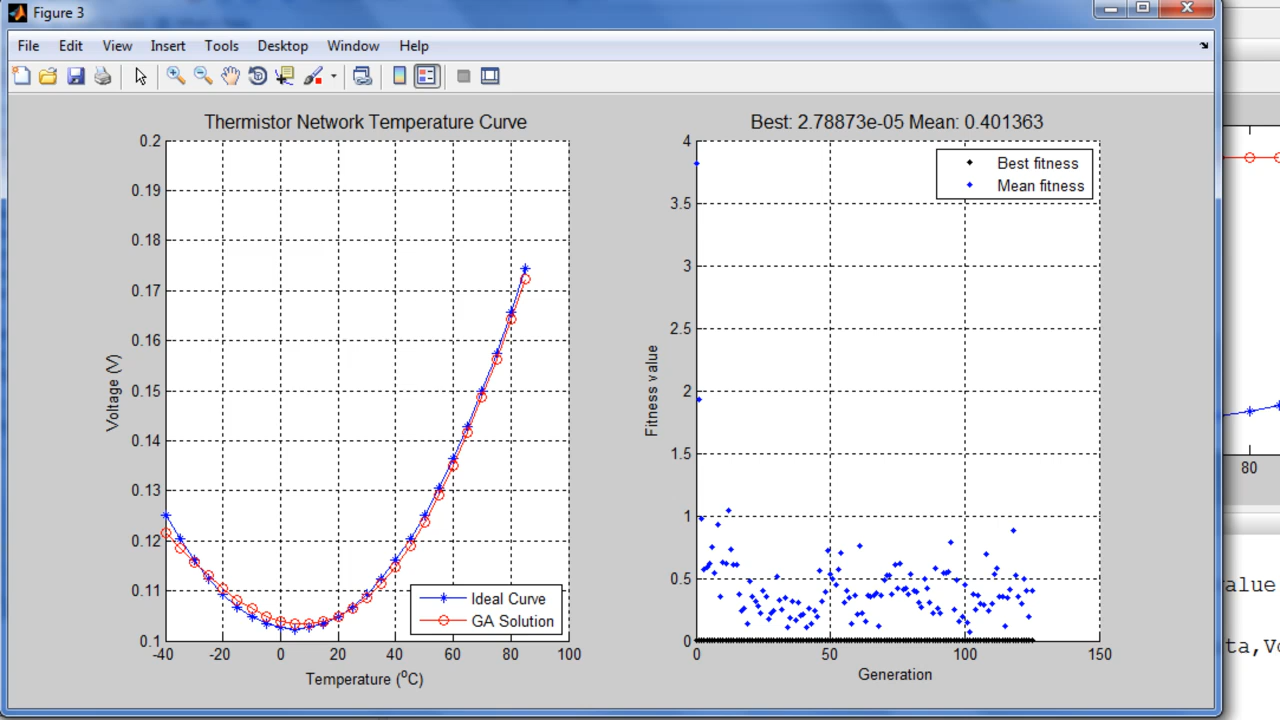 Figure 3
File Edit View Insert Tools Desktop Window Help
Thermistor Network Temperature Curve
0.2
0.19
0.18
0.17
0.16
0.15
0.14
0.13
0.12
0.11
0.1
-40 -20 0 20 40 60 80 100
Voltage (V)
Temperature (°C)
Ideal Curve
GA Solution
Best: 2.78873e-05 Mean: 0.401363
4
3.5
3
2.5
2
1.5
1
0.5
0
0 50 100 150
Fitness value
Generation
Best fitness
Mean fitness
80
alue
ta,Vo